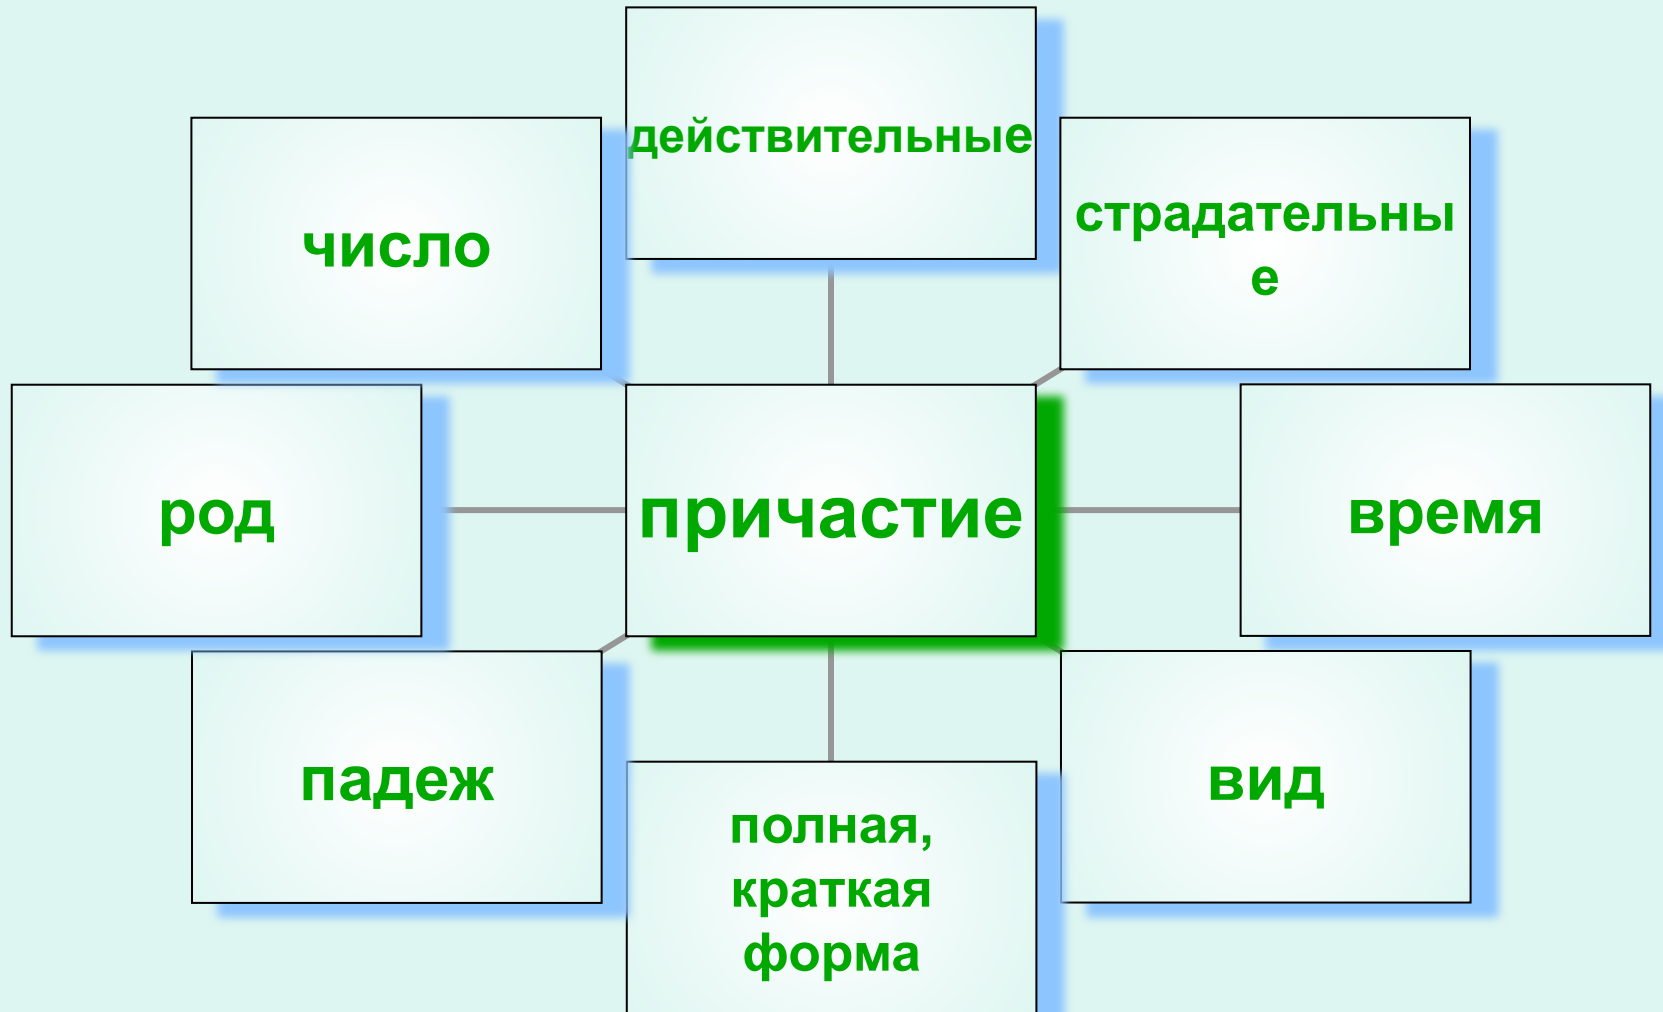 действительные
число
страдательны
е
род
причастие
время
падеж
вид
полная,
краткая
форма